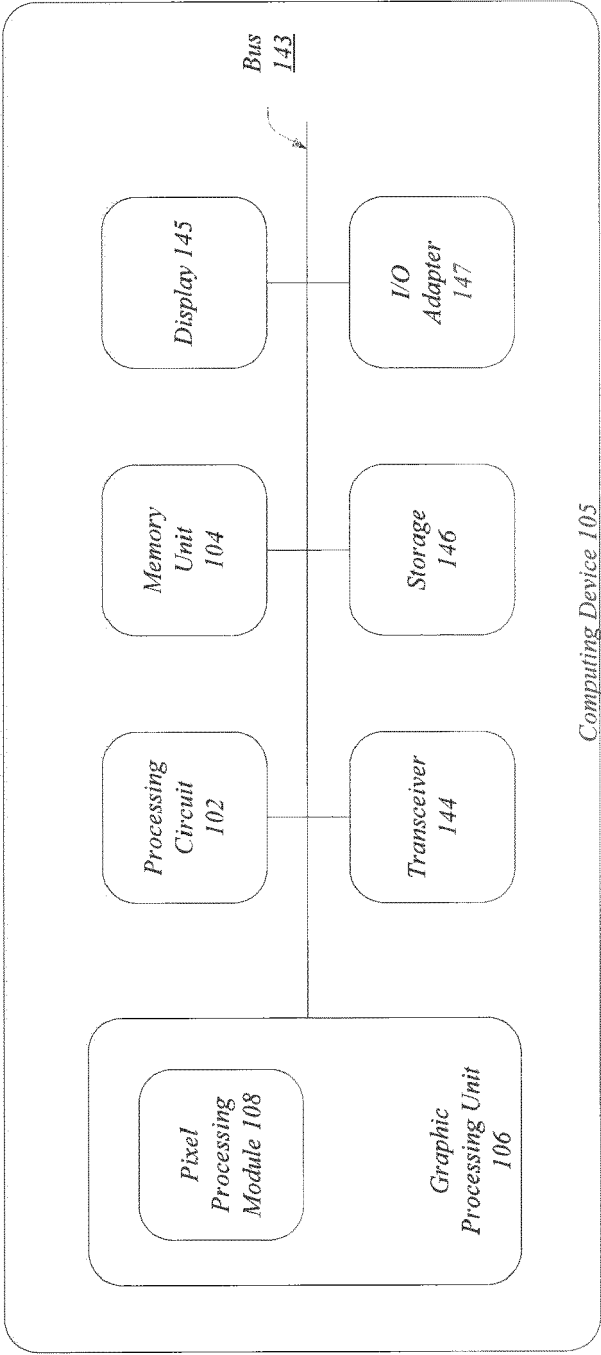 Pixel
Processing
Module 108
Graphic
Processing Unit
106
Processing
Circuit
102
Memory
Unit
104
Display 145
Bus
143
Transceiver
144
Storage
146
I/O
Adapter
147
Computing Device 105